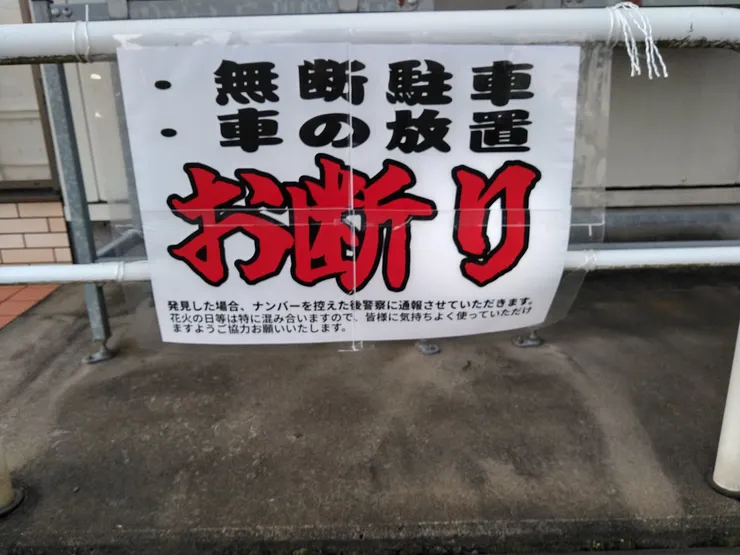 ・無断駐車
・車の放置
お断り
発見した場合、ナンバーを控えた後警察に通報させていただきます。
花火の日等は特に混み合いますので、皆様に気持ちよく使っていただけ
ますようご協力お願いいたします。